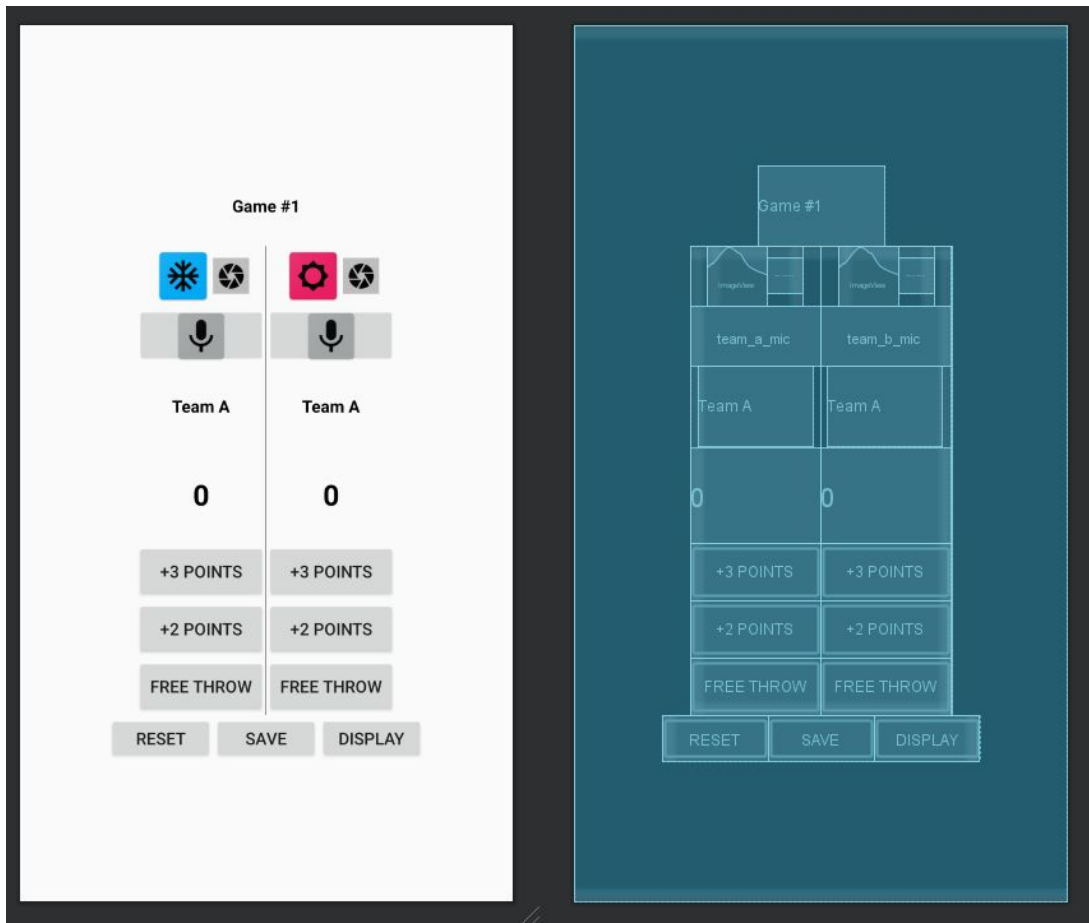 Game #1
Team A Team A
0 0
+3 POINTS +3 POINTS
+2 POINTS +2 POINTS
FREE THROW FREE THROW
RESET SAVE DISPLAY
Game #1
ImageView ImageView
team_a_mic team_b_mic
Team A Team A
0 0
+3 POINTS +3 POINTS
+2 POINTS +2 POINTS
FREE THROW FREE THROW
RESET SAVE DISPLAY